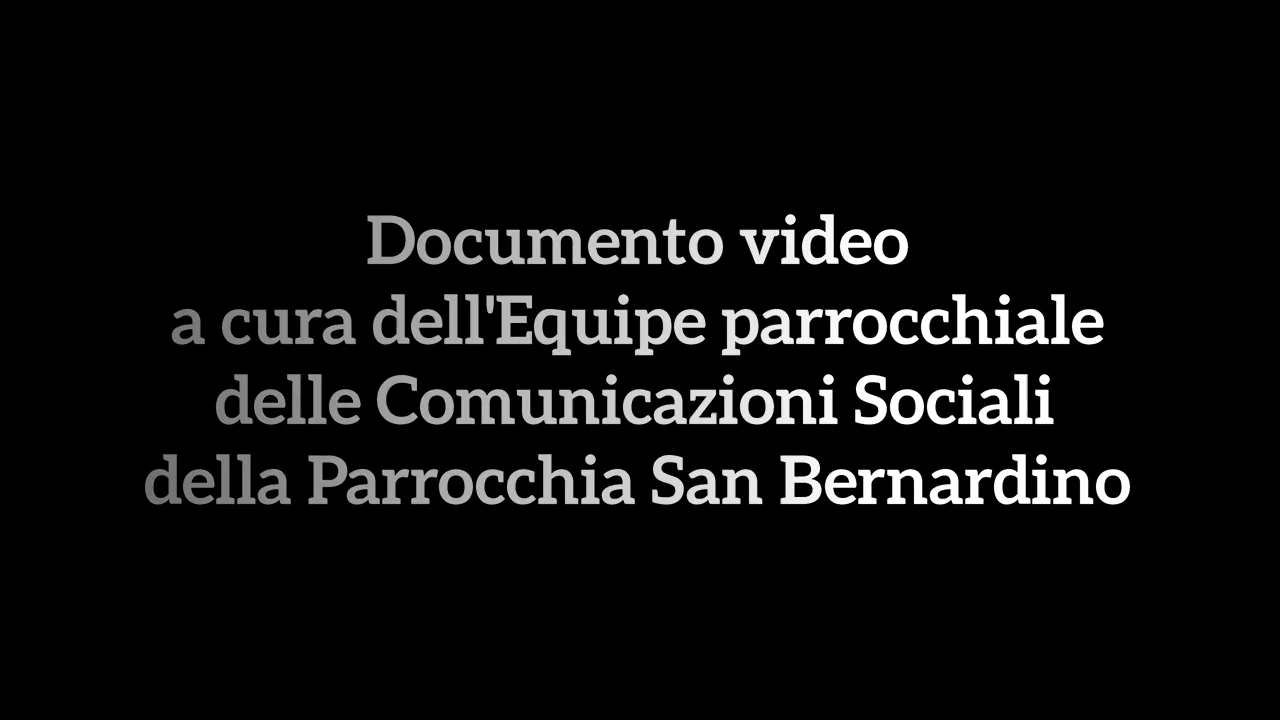 Documento video
a cura dell'Equipe parrocchiale
delle Comunicazioni Sociali
della Parrocchia San Bernardino